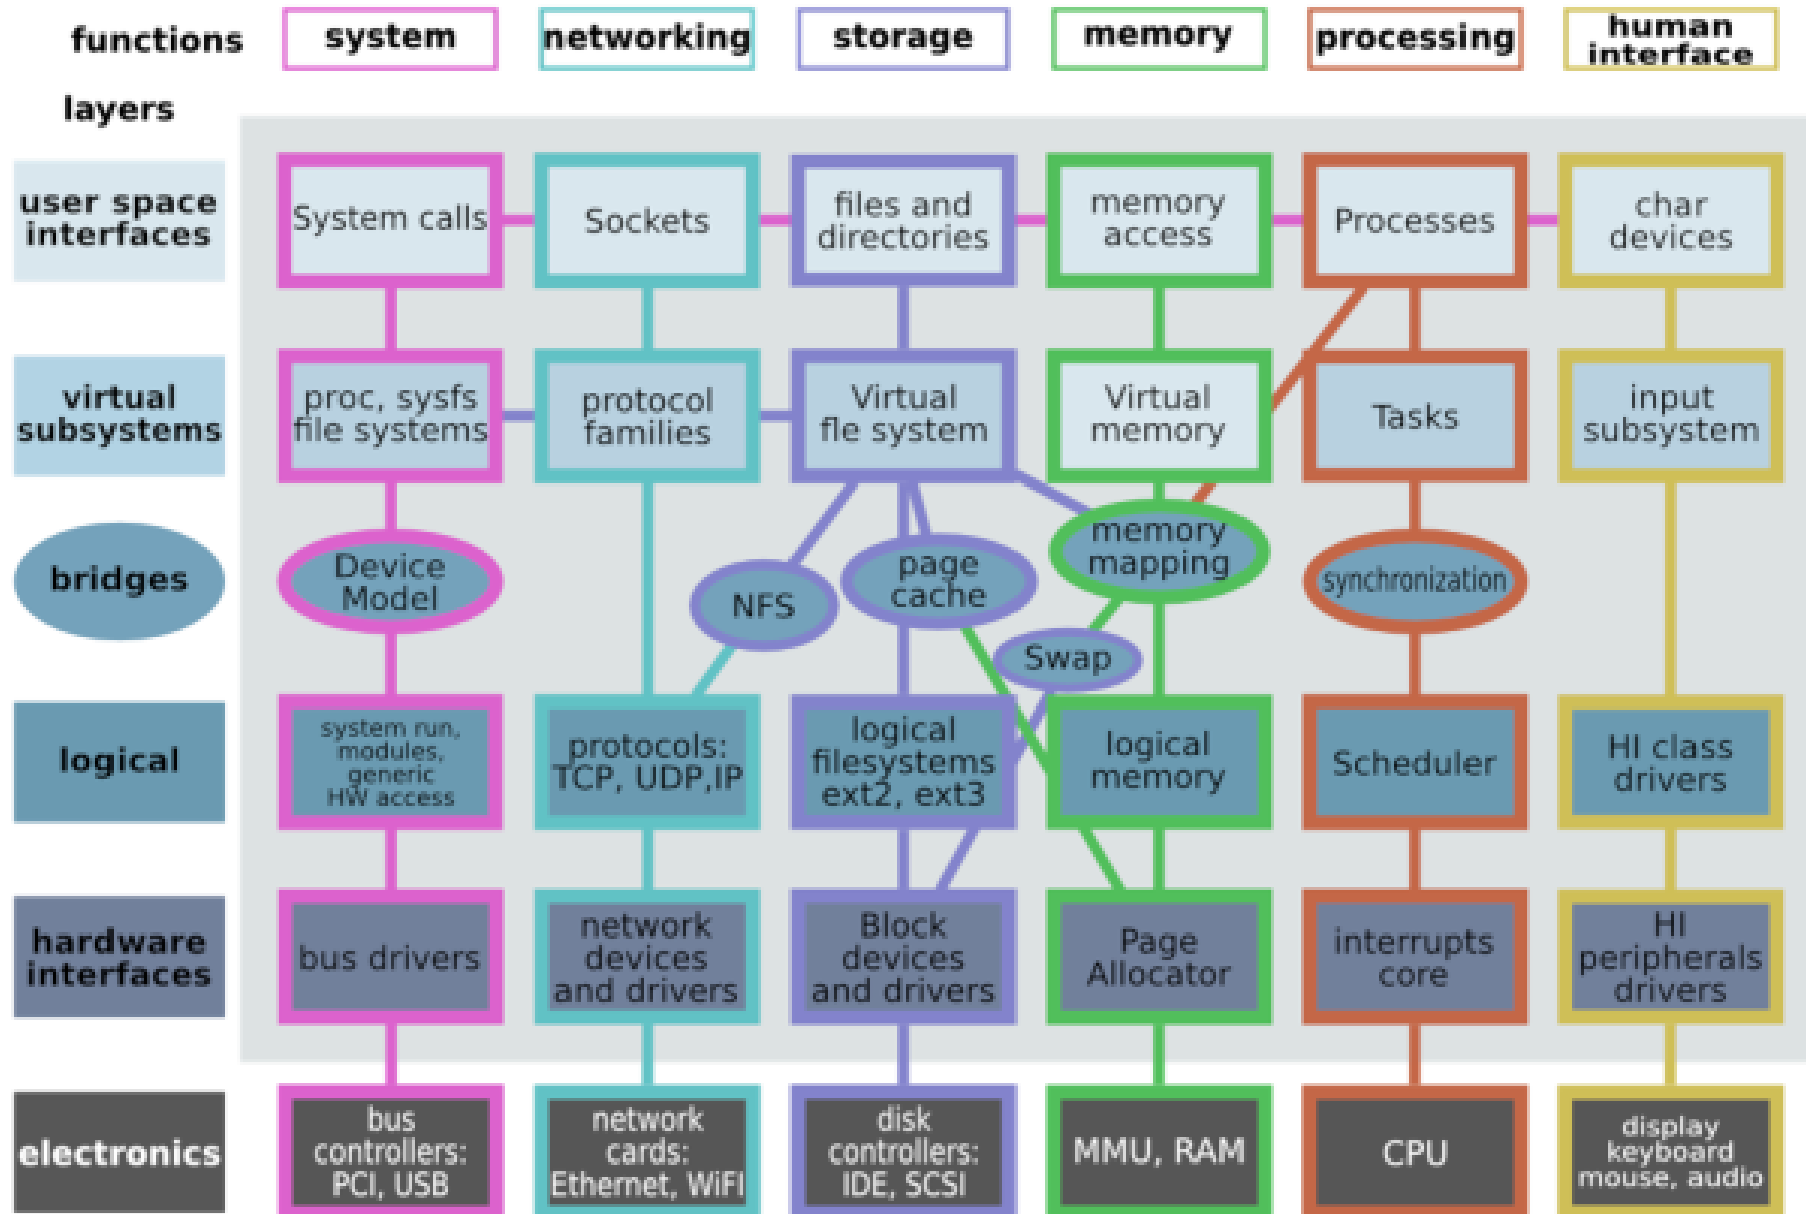 functions
system
networking
storage
memory
processing
human
interface
layers
user space
interfaces
System calls
Sockets
files and
directories
memory
access
Processes
char
devices
virtual
subsystems
proc, sysfs
file systems
protocol
families
Virtual
fle system
Virtual
memory
Tasks
input
subsystem
bridges
Device
Model
NFS
page
cache
memory
mapping
Swap
synchronization
logical
system run,
modules,
generic
HW access
protocols:
TCP, UDP,IP
logical
filesystems
ext2, ext3
logical
memory
Scheduler
HI class
drivers
hardware
interfaces
bus drivers
network
devices
and drivers
Block
devices
and drivers
Page
Allocator
interrupts
core
HI
peripherals
drivers
electronics
bus
controllers:
PCI, USB
network
cards:
Ethernet, WiFI
disk
controllers:
IDE, SCSI
MMU, RAM
CPU
display
keyboard
mouse, audio